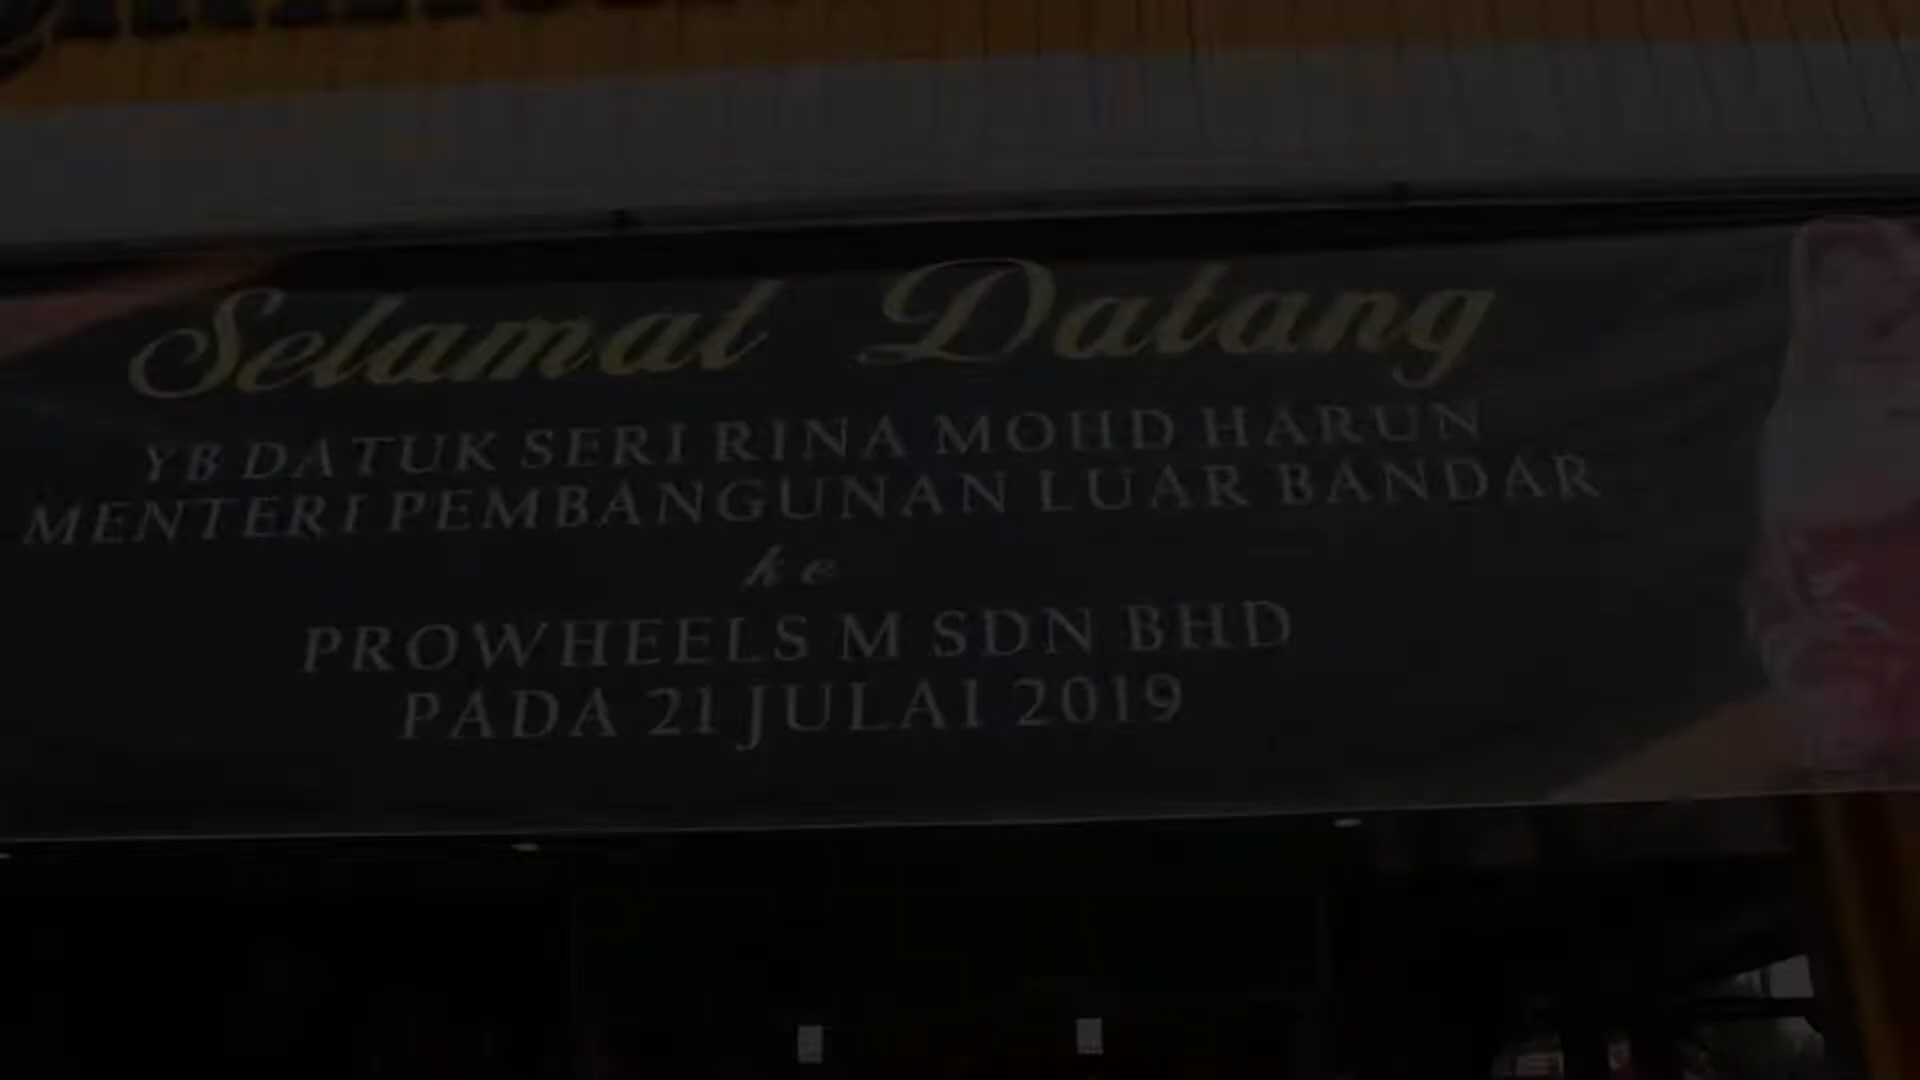 Selamat Datang
YB DATUK SERI RINA MOHD HARUN
MENTERI PEMBANGUNAN LUAR BANDAR
ke
PROWHEELS M SDN BHD
PADA 21 JULAI 2019